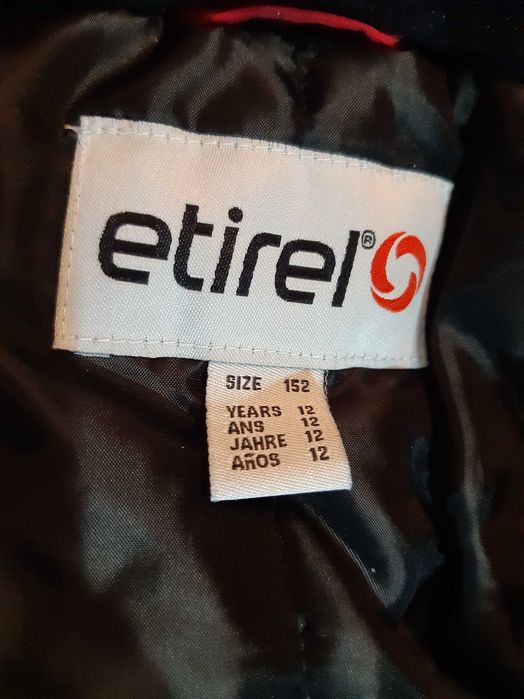 etirel®
SIZE 152
YEARS 12
ANS 12
JAHRE 12
AÑOS 12